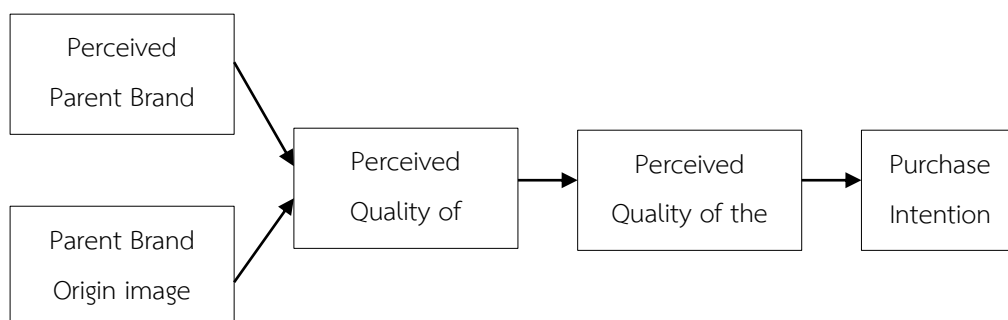 Perceived
Parent Brand
Parent Brand
Origin image
Perceived
Quality of
Perceived
Quality of the
Purchase
Intention